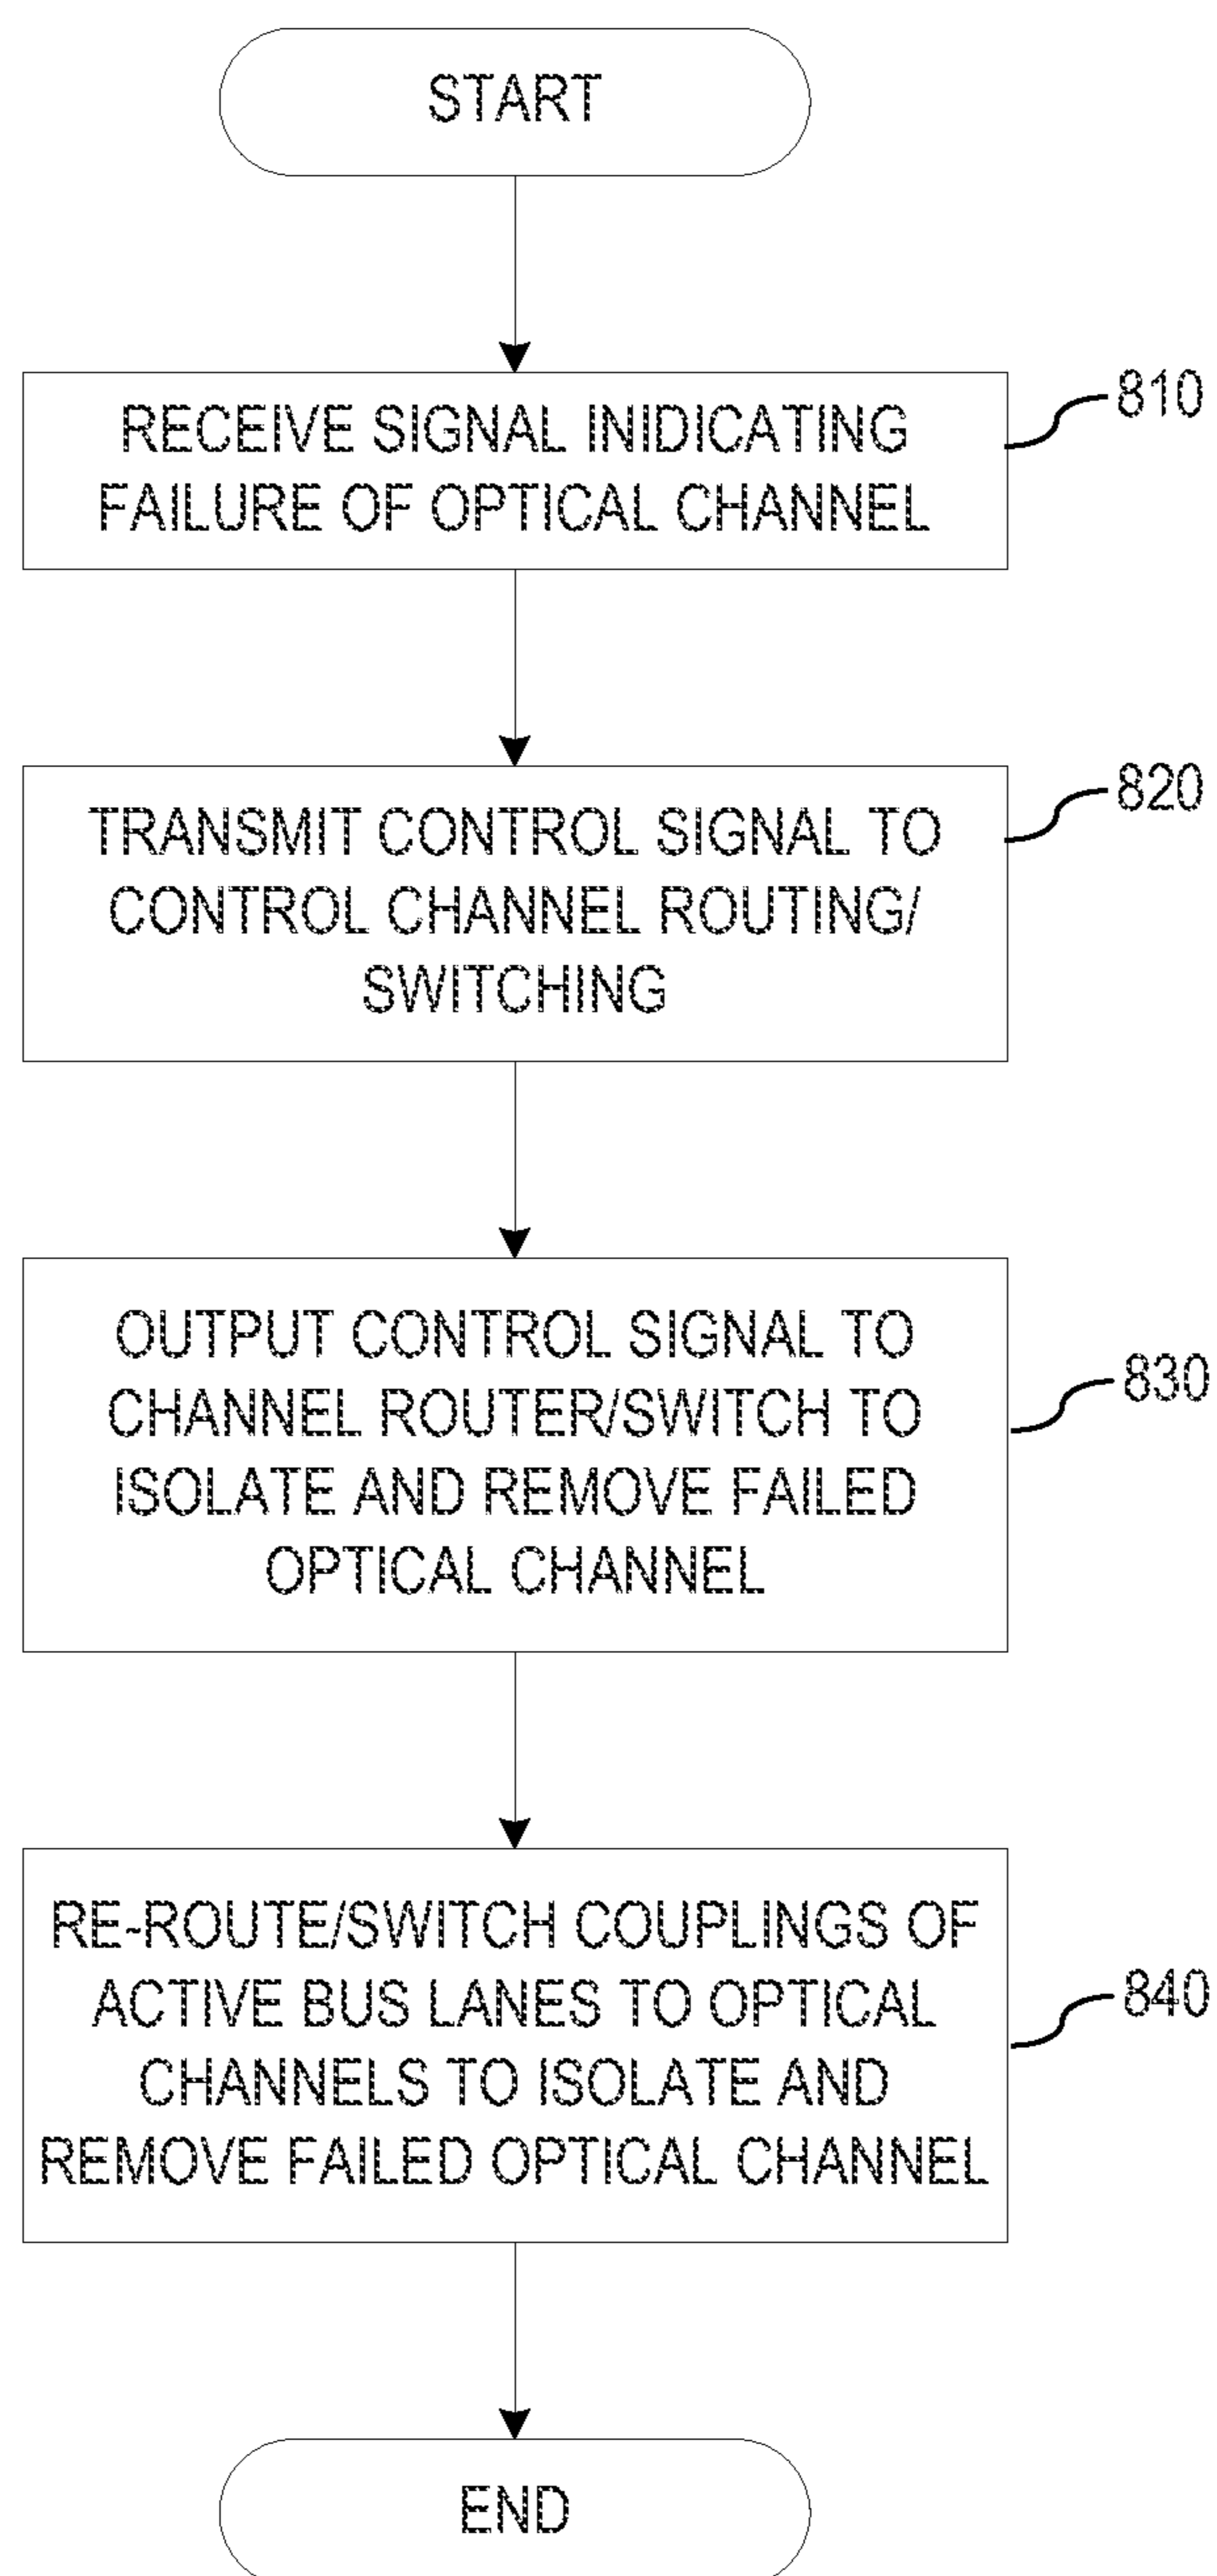 START
RECEIVE SIGNAL INIDICATING
FAILURE OF OPTICAL CHANNEL
810
TRANSMIT CONTROL SIGNAL TO
CONTROL CHANNEL ROUTING/
SWITCHING
820
OUTPUT CONTROL SIGNAL TO
CHANNEL ROUTER/SWITCH TO
ISOLATE AND REMOVE FAILED
OPTICAL CHANNEL
830
RE-ROUTE/SWITCH COUPLINGS OF
ACTIVE BUS LANES TO OPTICAL
CHANNELS TO ISOLATE AND
REMOVE FAILED OPTICAL CHANNEL
840
END